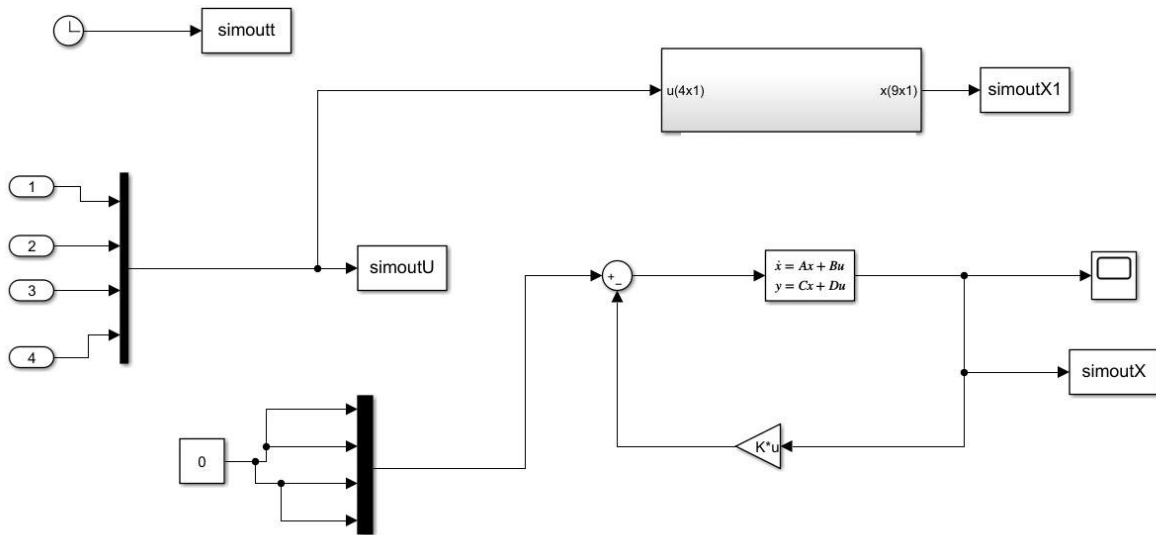 simoutt
u(4x1)
x(9x1)
simoutX1
1
2
3
4
simoutU
+
−
ẋ = Ax + Bu
y = Cx + Du
simoutX
K*u
0